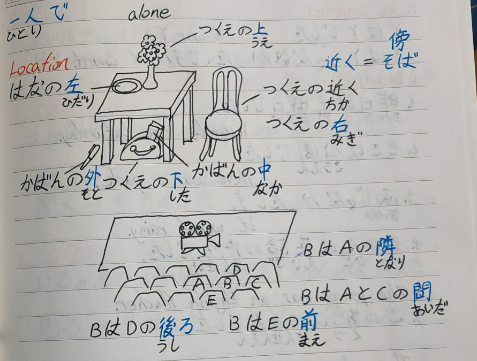 一人で alone
ひとり
Location
つくえの上
うえ
近く = 傍
そば
はなの左
ひだり
つくえの近く
ちか
つくえの右
みぎ
かばんの外
そと
つくえの下
した
かばんの中
なか
D
A B C
E
BはAの隣
となり
BはAとCの間
あいだ
BはDの後ろ
うし
BはEの前
まえ